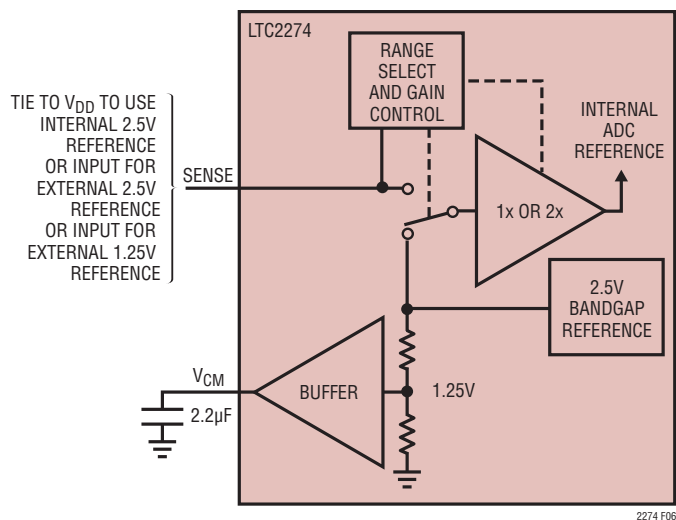 LTC2274
RANGE
SELECT
AND GAIN
CONTROL
TIE TO VDD TO USE
INTERNAL 2.5V
REFERENCE
OR INPUT FOR
EXTERNAL 2.5V
REFERENCE
OR INPUT FOR
EXTERNAL 1.25V
REFERENCE
SENSE
INTERNAL
ADC
REFERENCE
1x OR 2x
2.5V
BANDGAP
REFERENCE
VCM
2.2µF
BUFFER
1.25V
2274 F06